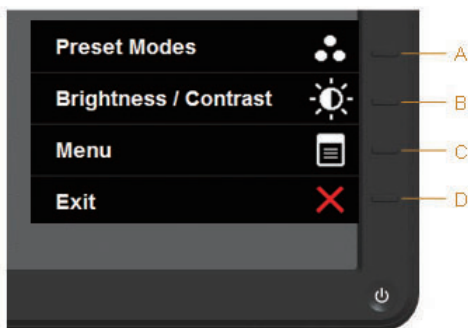 Preset Modes
A
Brightness / Contrast
B
Menu
C
Exit
D